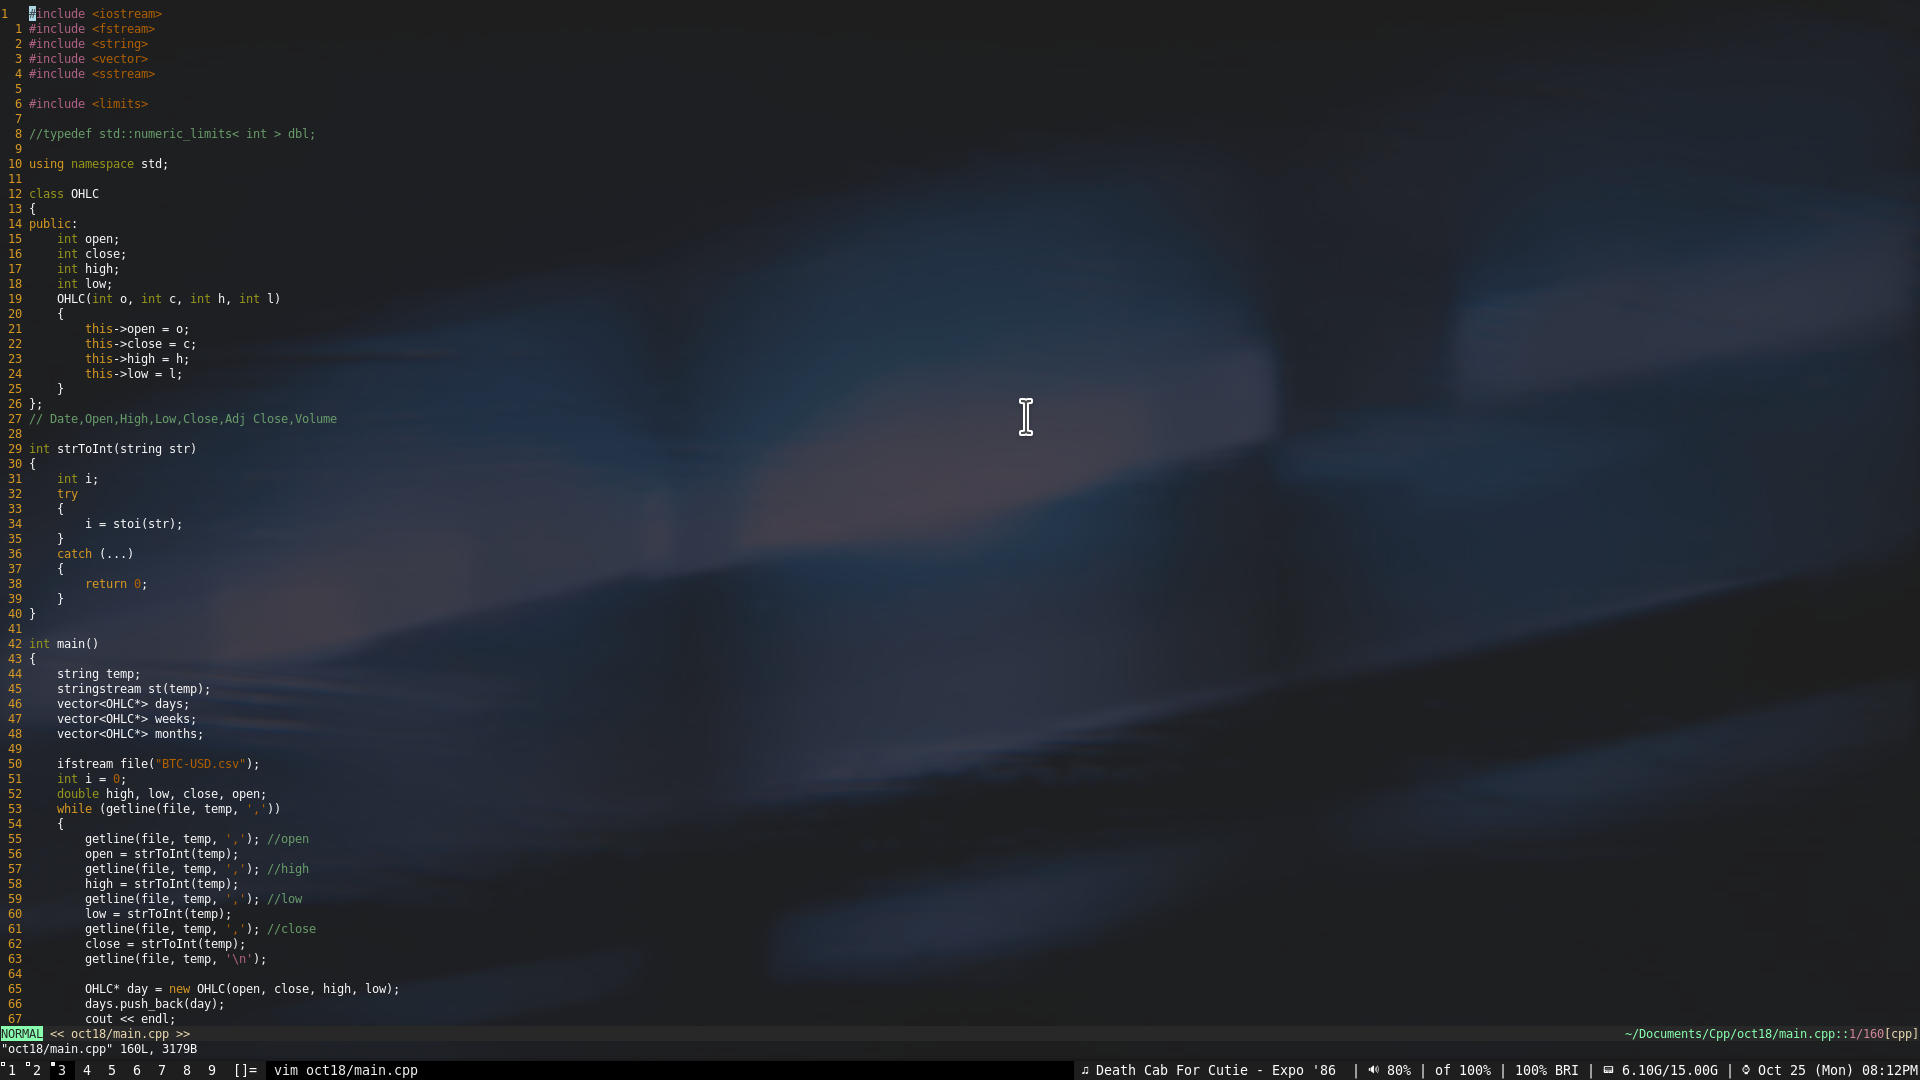 1   #include <iostream>
  1 #include <fstream>
  2 #include <string>
  3 #include <vector>
  4 #include <sstream>
  5
  6 #include <limits>
  7
  8 //typedef std::numeric_limits< int > dbl;
  9
 10 using namespace std;
 11
 12 class OHLC
 13 {
 14 public:
 15     int open;
 16     int close;
 17     int high;
 18     int low;
 19     OHLC(int o, int c, int h, int l)
 20     {
 21         this->open = o;
 22         this->close = c;
 23         this->high = h;
 24         this->low = l;
 25     }
 26 };
 27 // Date,Open,High,Low,Close,Adj Close,Volume
 28
 29 int strToInt(string str)
 30 {
 31     int i;
 32     try
 33     {
 34         i = stoi(str);
 35     }
 36     catch (...)
 37     {
 38         return 0;
 39     }
 40 }
 41
 42 int main()
 43 {
 44     string temp;
 45     stringstream st(temp);
 46     vector<OHLC*> days;
 47     vector<OHLC*> weeks;
 48     vector<OHLC*> months;
 49
 50     ifstream file("BTC-USD.csv");
 51     int i = 0;
 52     double high, low, close, open;
 53     while (getline(file, temp, ','))
 54     {
 55         getline(file, temp, ','); //open
 56         open = strToInt(temp);
 57         getline(file, temp, ','); //high
 58         high = strToInt(temp);
 59         getline(file, temp, ','); //low
 60         low = strToInt(temp);
 61         getline(file, temp, ','); //close
 62         close = strToInt(temp);
 63         getline(file, temp, '\n');
 64
 65         OHLC* day = new OHLC(open, close, high, low);
 66         days.push_back(day);
 67         cout << endl;
NORMAL << oct18/main.cpp >> ~/Documents/Cpp/oct18/main.cpp::1/160[cpp]
"oct18/main.cpp" 160L, 3179B
1 2 3 4 5 6 7 8 9 []= vim oct18/main.cpp ♫ Death Cab For Cutie - Expo '86 | 80% | of 100% | 100% BRI | 6.10G/15.00G | Oct 25 (Mon) 08:12PM